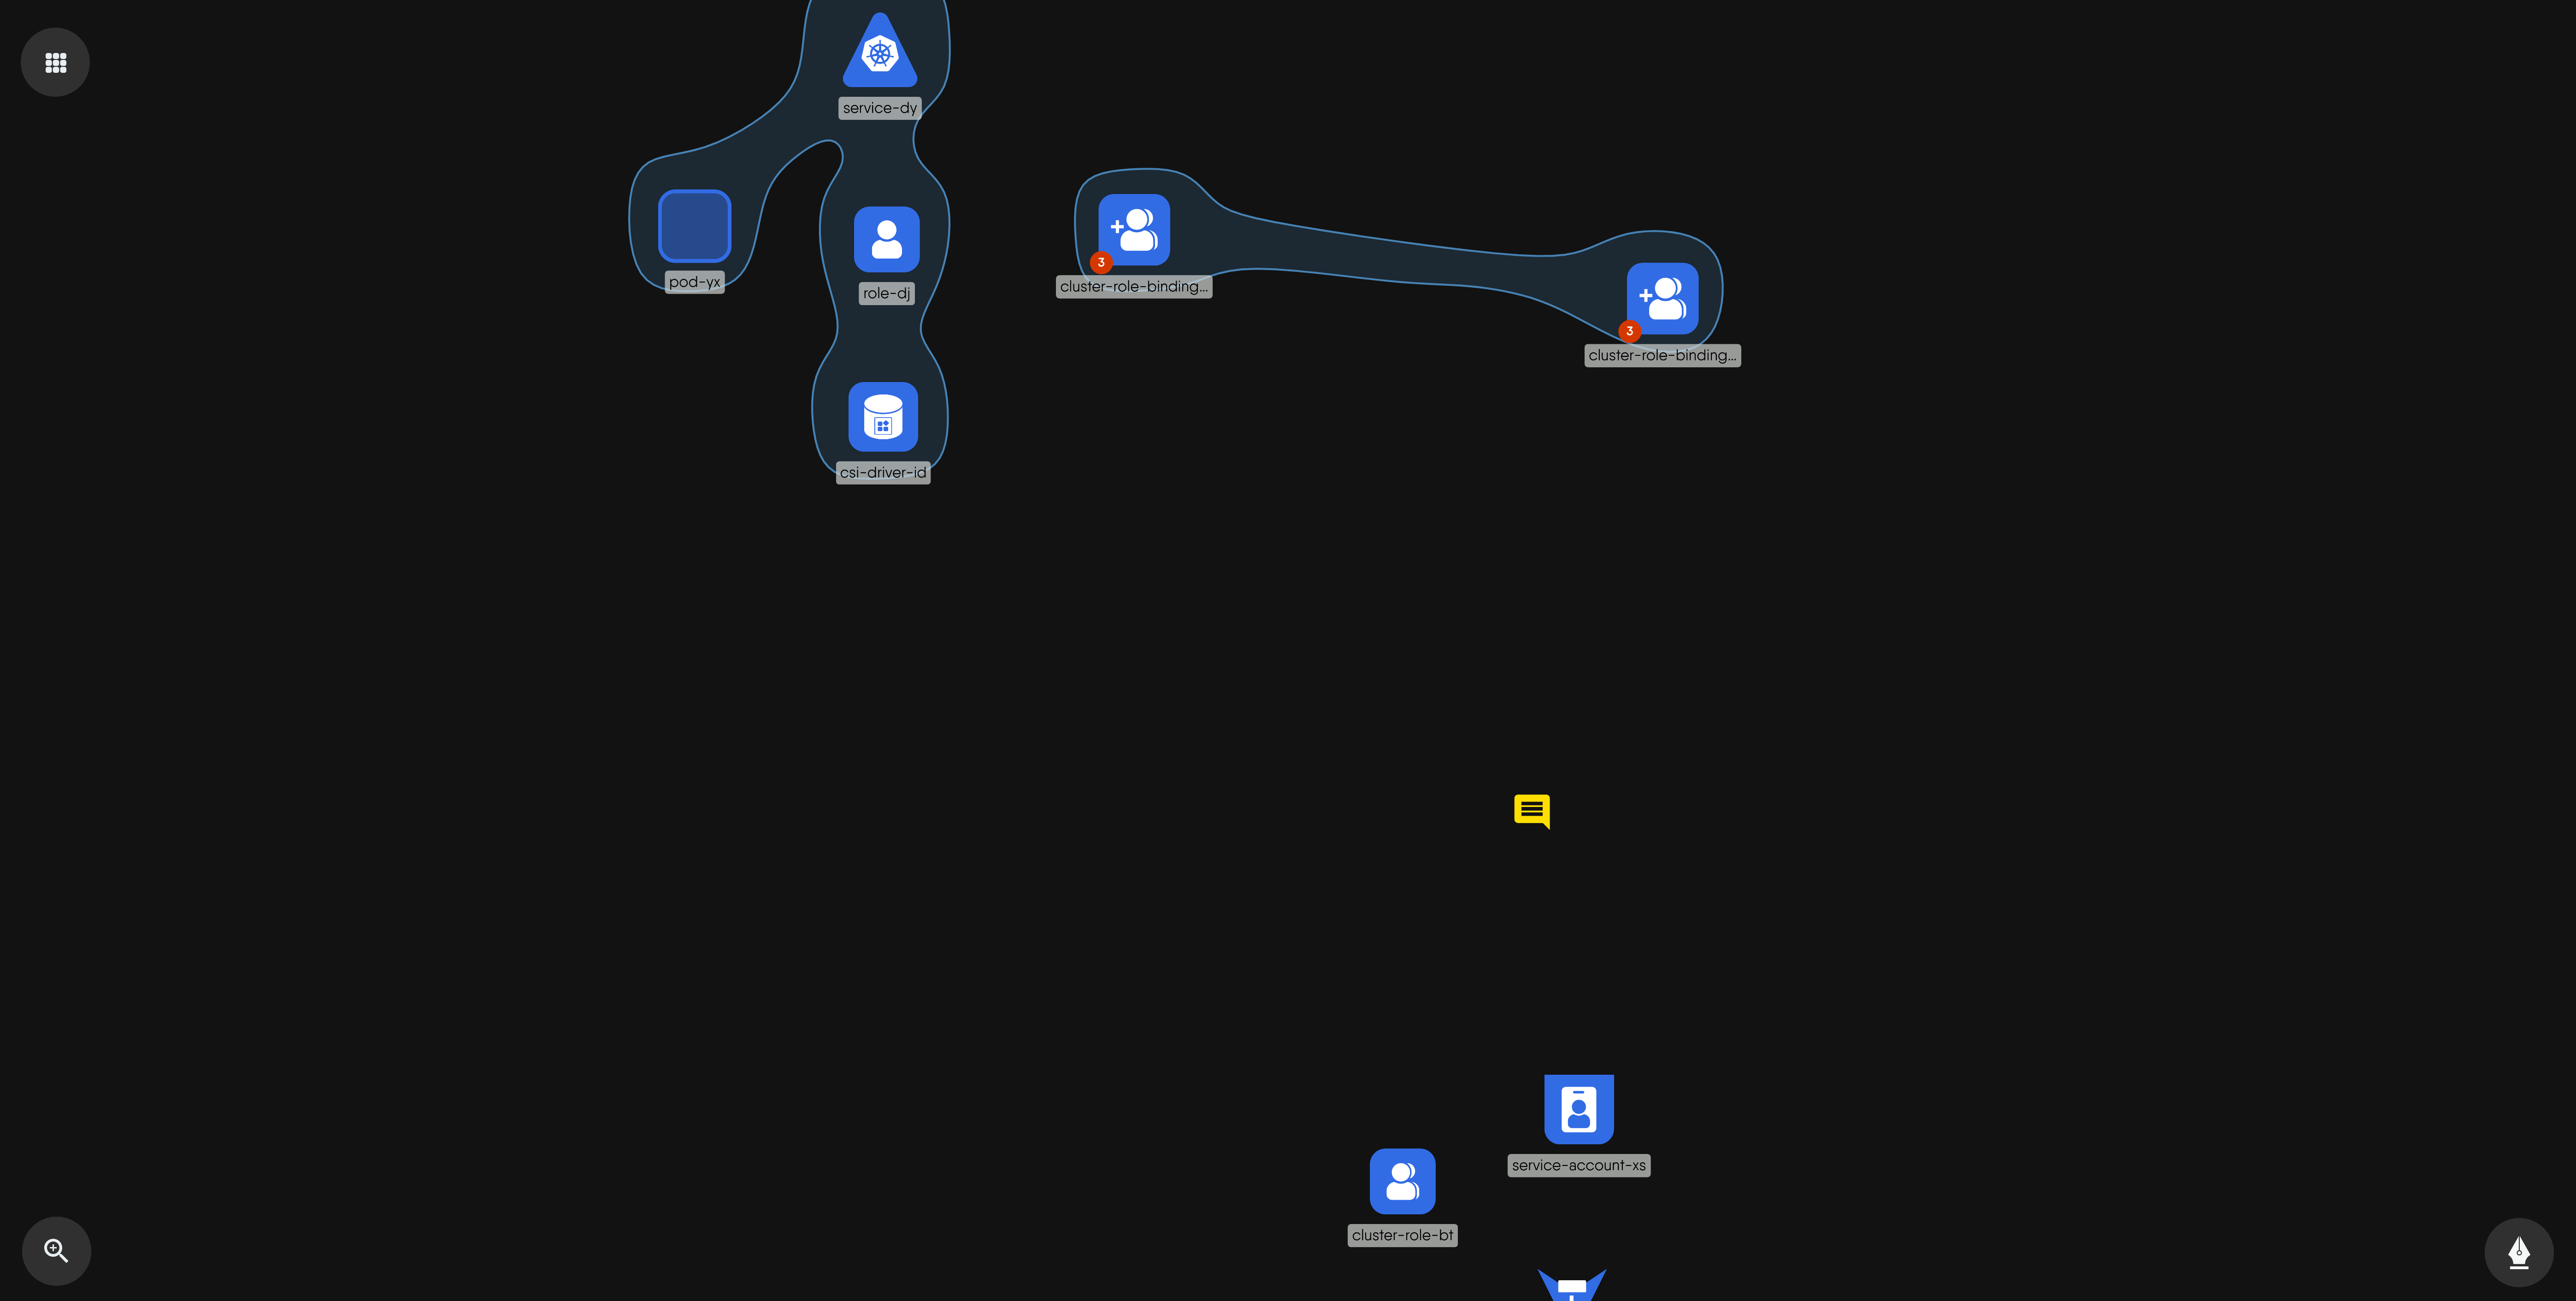 service-dy
pod-yx
role-dj
3
cluster-role-binding...
3
cluster-role-binding...
csi-driver-id
service-account-xs
cluster-role-bt